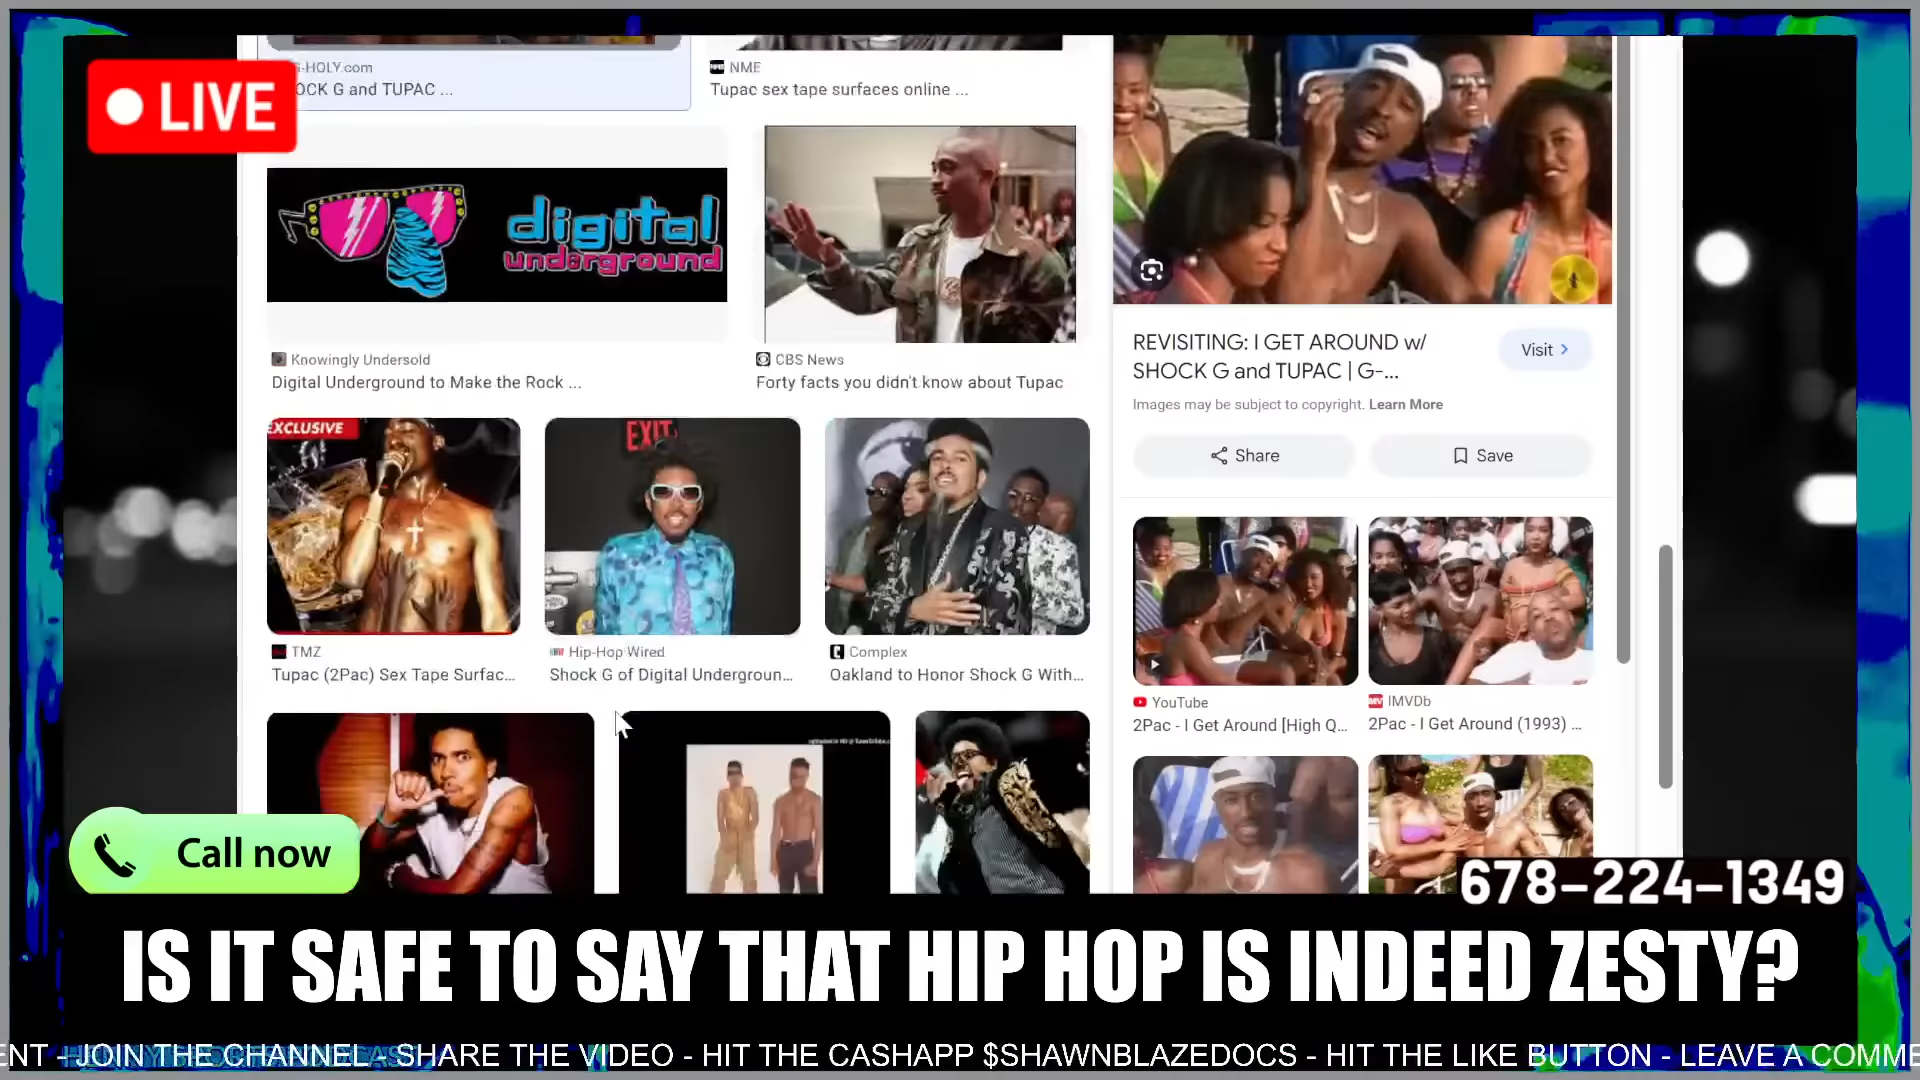 LIVE
G-HOLY.com
OCK G and TUPAC ...
NME
Tupac sex tape surfaces online ...
digital
underground
Knowingly Undersold
Digital Underground to Make the Rock ...
CBS News
Forty facts you didn't know about Tupac
REVISITING: I GET AROUND w/
SHOCK G and TUPAC | G-...
Visit
Images may be subject to copyright. Learn More
Share
Save
EXCLUSIVE
EXIT
TMZ
Tupac (2Pac) Sex Tape Surfac...
Hip-Hop Wired
Shock G of Digital Undergroun...
Complex
Oakland to Honor Shock G With...
YouTube
2Pac - I Get Around [High Q...
IMVDb
2Pac - I Get Around (1993) ...
Call now
678-224-1349
IS IT SAFE TO SAY THAT HIP HOP IS INDEED ZESTY?
ENT - JOIN THE CHANNEL - SHARE THE VIDEO - HIT THE CASHAPP $SHAWNBLAZEDOCS - HIT THE LIKE BUTTON - LEAVE A COMME